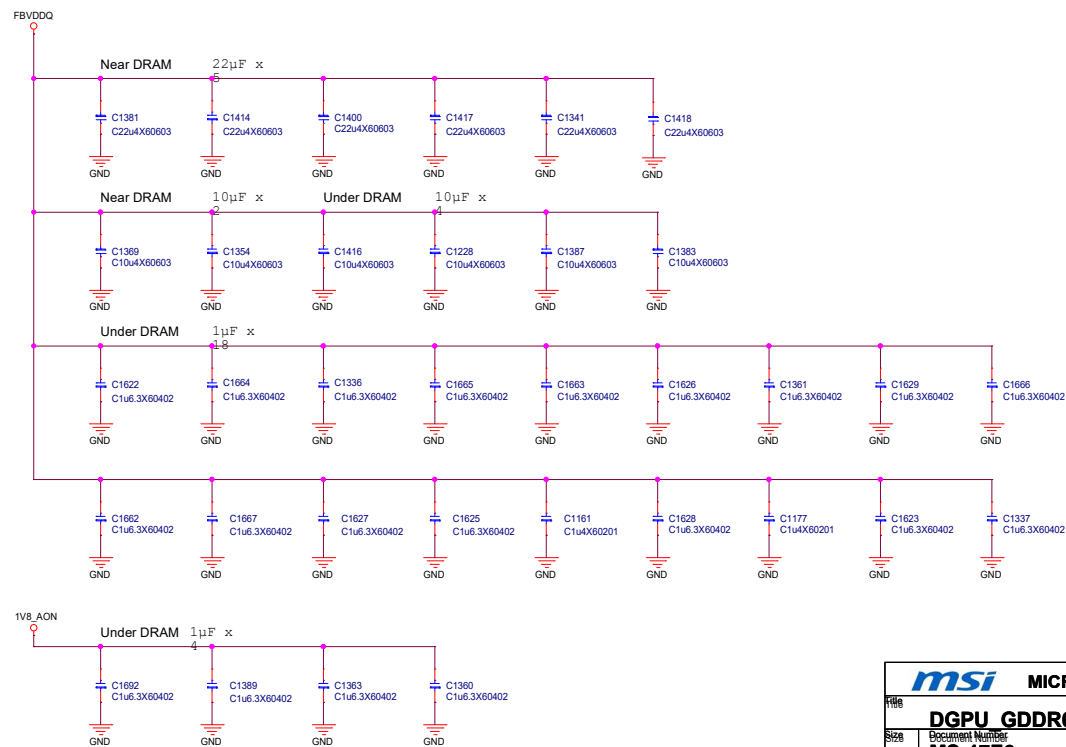 FBVDDQ
Near DRAM 22µF x 5
C1381 C1414 C1400 C1417 C1341 C1418
C22u4X60603 C22u4X60603 C22u4X60603 C22u4X60603 C22u4X60603 C22u4X60603
GND GND GND GND GND GND
Near DRAM 10µF x 2 Under DRAM 10µF x 4
C1369 C1354 C1416 C1228 C1387 C1383
C10u4X60603 C10u4X60603 C10u4X60603 C10u4X60603 C10u4X60603 C10u4X60603
GND GND GND GND GND GND
Under DRAM 1µF x 18
C1622 C1664 C1336 C1665 C1663 C1626 C1361 C1629 C1666
C1u6.3X60402 C1u6.3X60402 C1u6.3X60402 C1u6.3X60402 C1u6.3X60402 C1u6.3X60402 C1u6.3X60402 C1u6.3X60402 C1u6.3X60402
GND GND GND GND GND GND GND GND GND
C1662 C1667 C1627 C1625 C1161 C1628 C1177 C1623 C1337
C1u6.3X60402 C1u6.3X60402 C1u6.3X60402 C1u6.3X60402 C1u4X60201 C1u6.3X60402 C1u4X60201 C1u6.3X60402 C1u6.3X60402
GND GND GND GND GND GND GND GND GND
1V8_AON
Under DRAM 1µF x 4
C1692 C1389 C1363 C1360
C1u6.3X60402 C1u6.3X60402 C1u6.3X60402 C1u6.3X60402
GND GND GND GND
msi MICR
Title
DGPU_GDDR6
Size Document Number